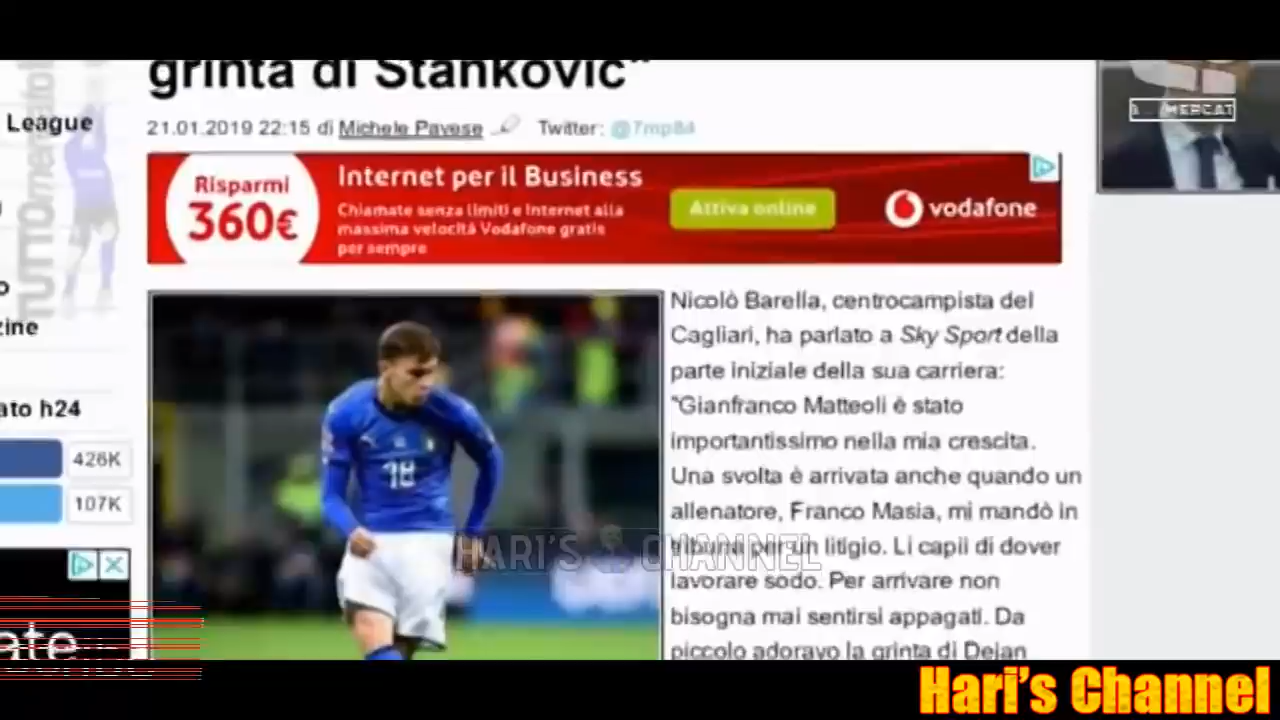 grinta di Stankovic"
League
21.01.2019 22:15 di Michele Pavese
Twitter: @7mp84
TUTTOmercato
MERCAT
Risparmi
360€
Internet per il Business
Chiamate senza limiti e Internet alla
massima velocità Vodafone gratis
per sempre
Attiva online
vodafone
zine
ato h24
426K
107K
ate
18
Nicolò Barella, centrocampista del
Cagliari, ha parlato a Sky Sport della
parte iniziale della sua carriera:
"Gianfranco Matteoli è stato
importantissimo nella mia crescita.
Una svolta è arrivata anche quando un
allenatore, Franco Masia, mi mandò in
tribuna per un litigio. Li capii di dover
lavorare sodo. Per arrivare non
bisogna mai sentirsi appagati. Da
piccolo adoravo la grinta di Dejan
HARI'S CHANNEL
Hari's Channel